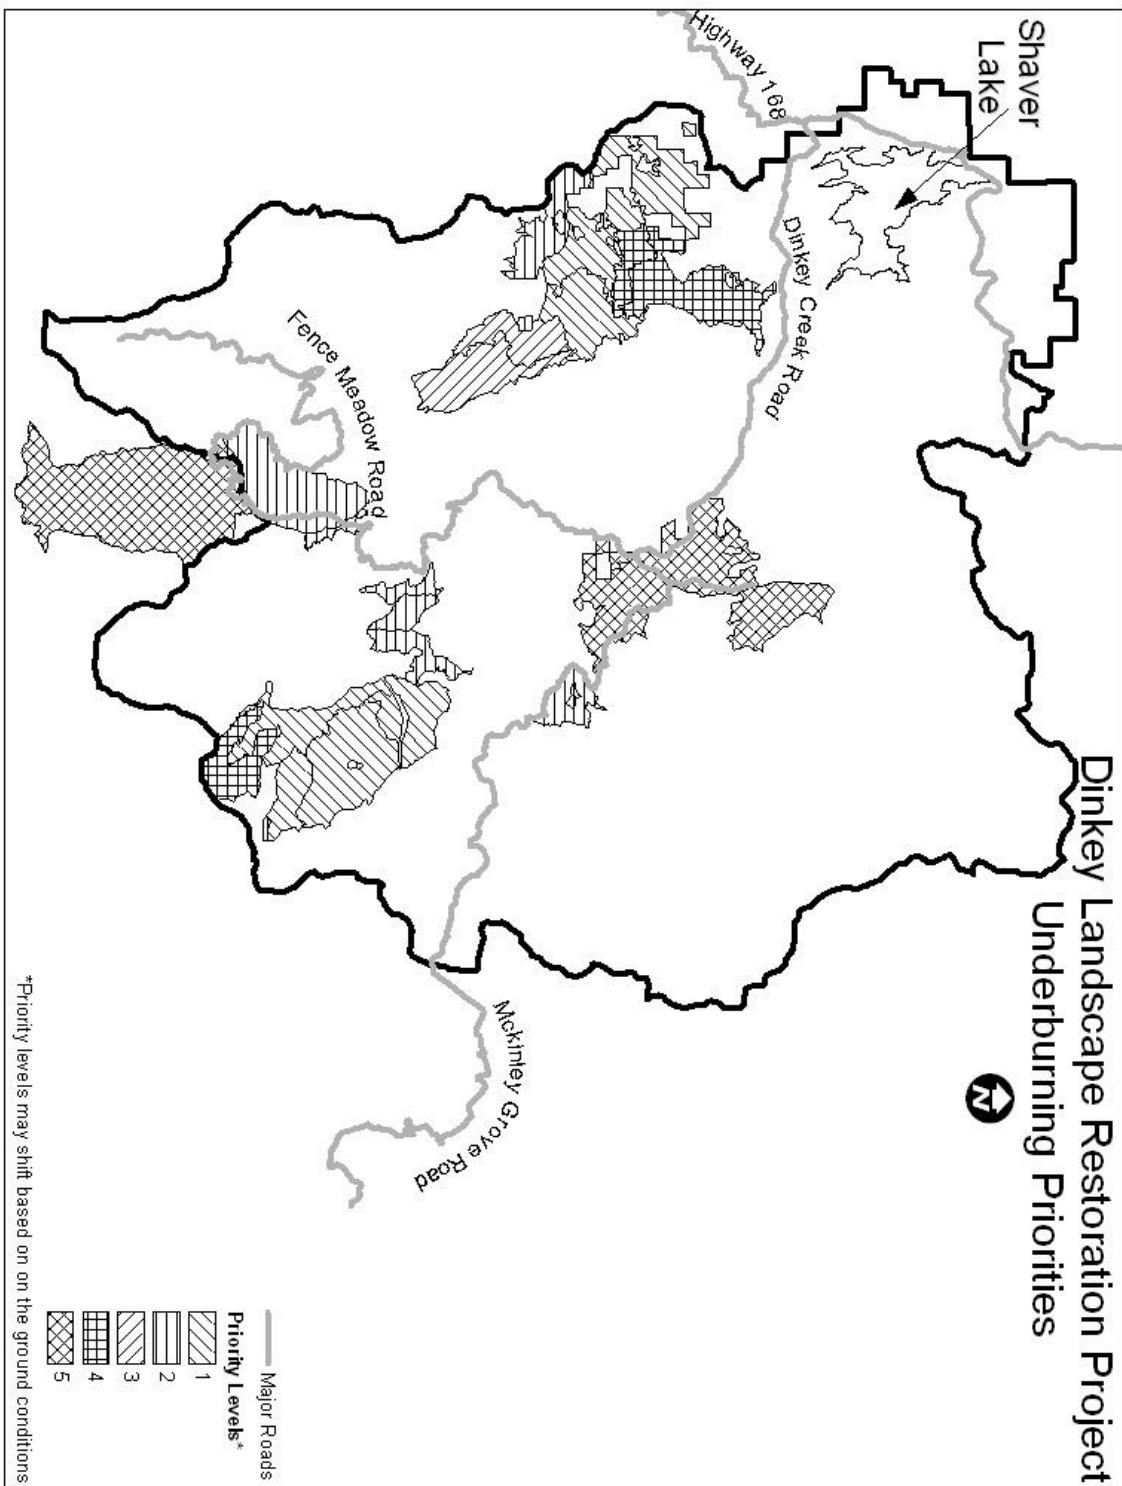 Dinkey Landscape Restoration Project
Underburning Priorities
N
Shaver
Lake
Highway 168
Dinkey Creek Road
Fence Meadow Road
McKinley Grove Road
Major Roads
Priority Levels*
1
2
3
4
5
*Priority levels may shift based on on the ground conditions